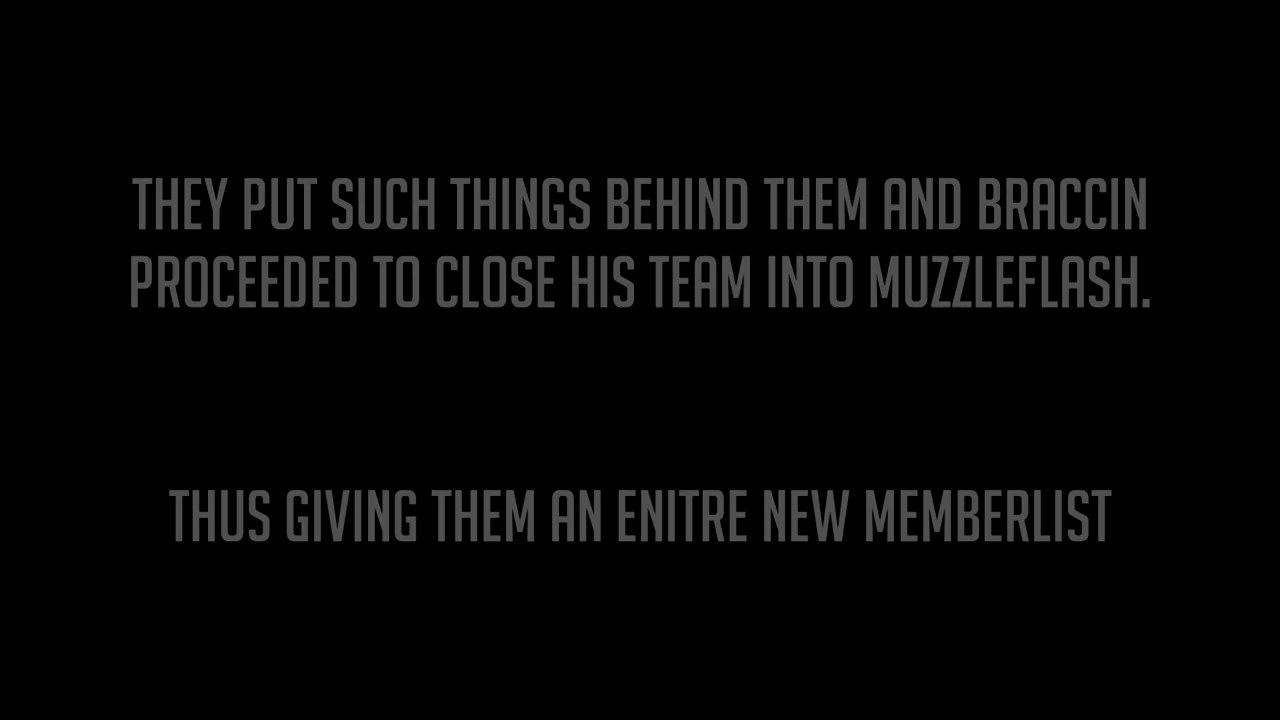 THEY PUT SUCH THINGS BEHIND THEM AND BRACCIN
PROCEEDED TO CLOSE HIS TEAM INTO MUZZLEFLASH.
THUS GIVING THEM AN ENITRE NEW MEMBERLIST